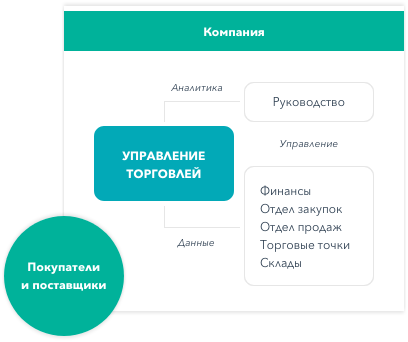 Компания
Аналитика
Руководство
Управление
УПРАВЛЕНИЕ
ТОРГОВЛЕЙ
Финансы
Отдел закупок
Отдел продаж
Торговые точки
Склады
Данные
Покупатели
и поставщики